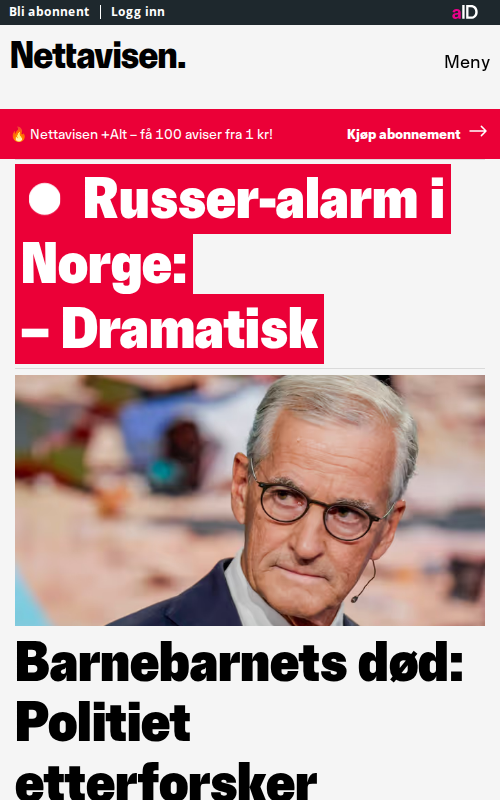 Bli abonnent | Logg inn
aID
Nettavisen.
Meny
🔥 Nettavisen +Alt – få 100 aviser fra 1 kr!
Kjøp abonnement →
Russer-alarm i
Norge:
– Dramatisk
Barnebarnets død:
Politiet
etterforsker